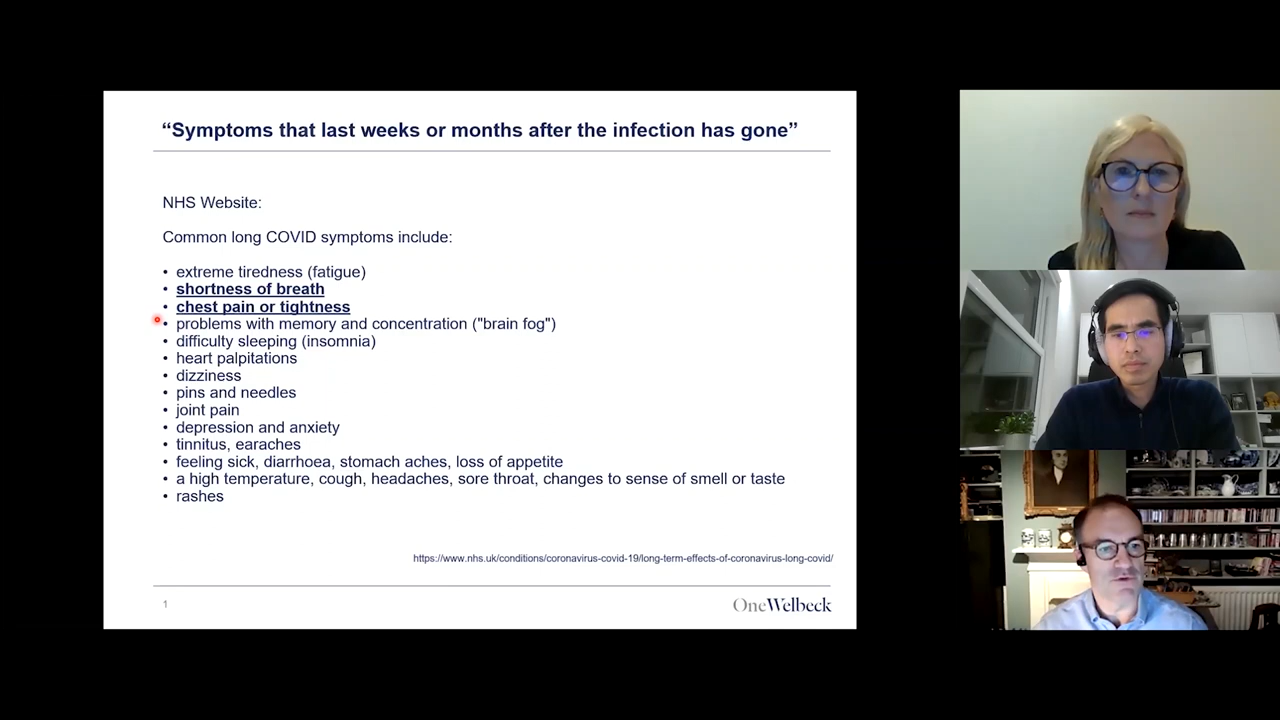 “Symptoms that last weeks or months after the infection has gone”
NHS Website:
Common long COVID symptoms include:
• extreme tiredness (fatigue)
• shortness of breath
• chest pain or tightness
• problems with memory and concentration ("brain fog")
• difficulty sleeping (insomnia)
• heart palpitations
• dizziness
• pins and needles
• joint pain
• depression and anxiety
• tinnitus, earaches
• feeling sick, diarrhoea, stomach aches, loss of appetite
• a high temperature, cough, headaches, sore throat, changes to sense of smell or taste
• rashes
https://www.nhs.uk/conditions/coronavirus-covid-19/long-term-effects-of-coronavirus-long-covid/
1
OneWelbeck